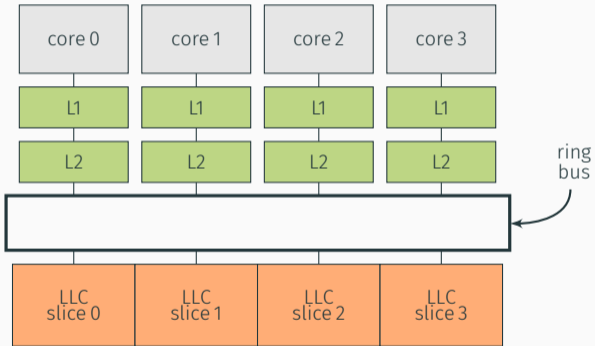 core 0
core 1
core 2
core 3
L1
L1
L1
L1
L2
L2
L2
L2
ring
bus
LLC
slice 0
LLC
slice 1
LLC
slice 2
LLC
slice 3